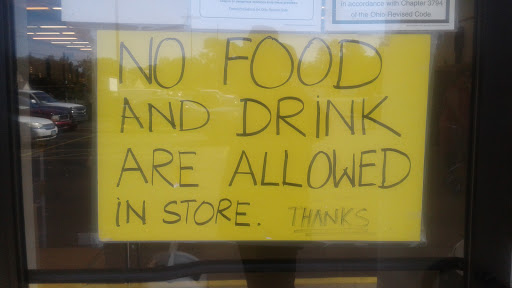 In accordance with Chapter 3794
of the Ohio Revised Code
NO FOOD
AND DRINK
ARE ALLOWED
IN STORE. THANKS